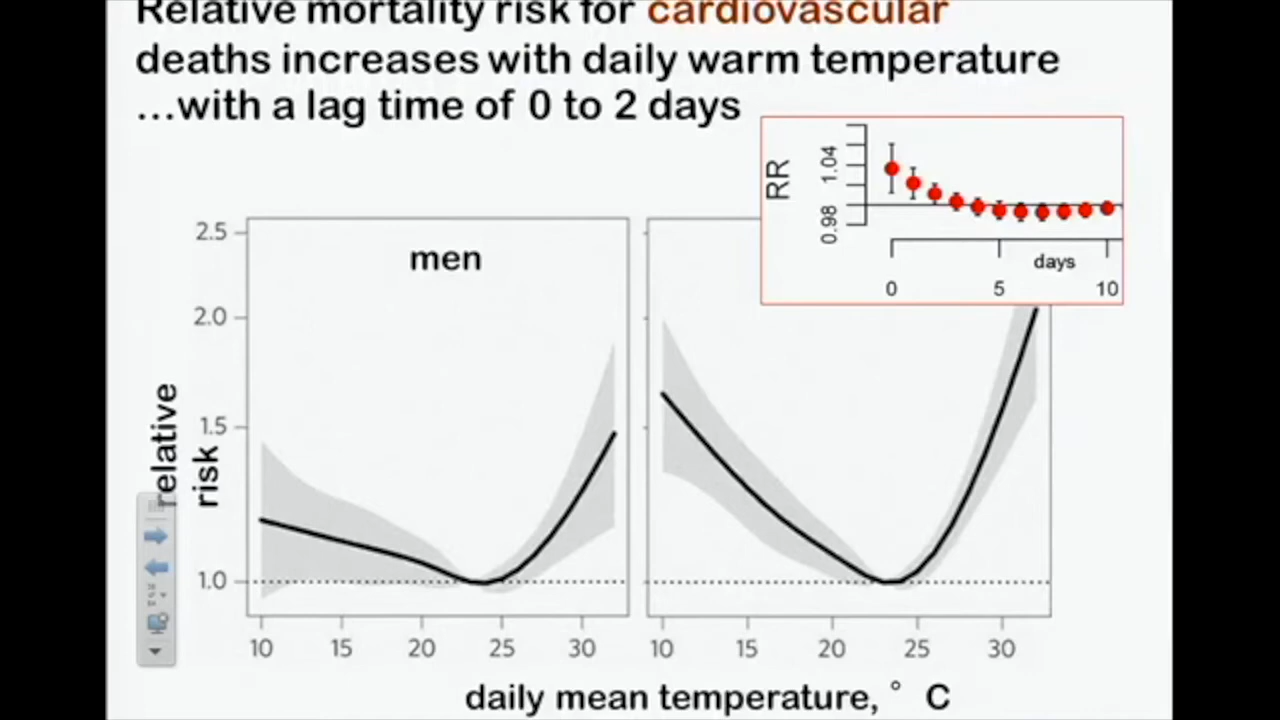 Relative mortality risk for cardiovascular
deaths increases with daily warm temperature
…with a lag time of 0 to 2 days
RR
1.04
0.98
days
0 5 10
men
2.5
2.0
1.5
1.0
relative
risk
10 15 20 25 30
10 15 20 25 30
daily mean temperature, ° C